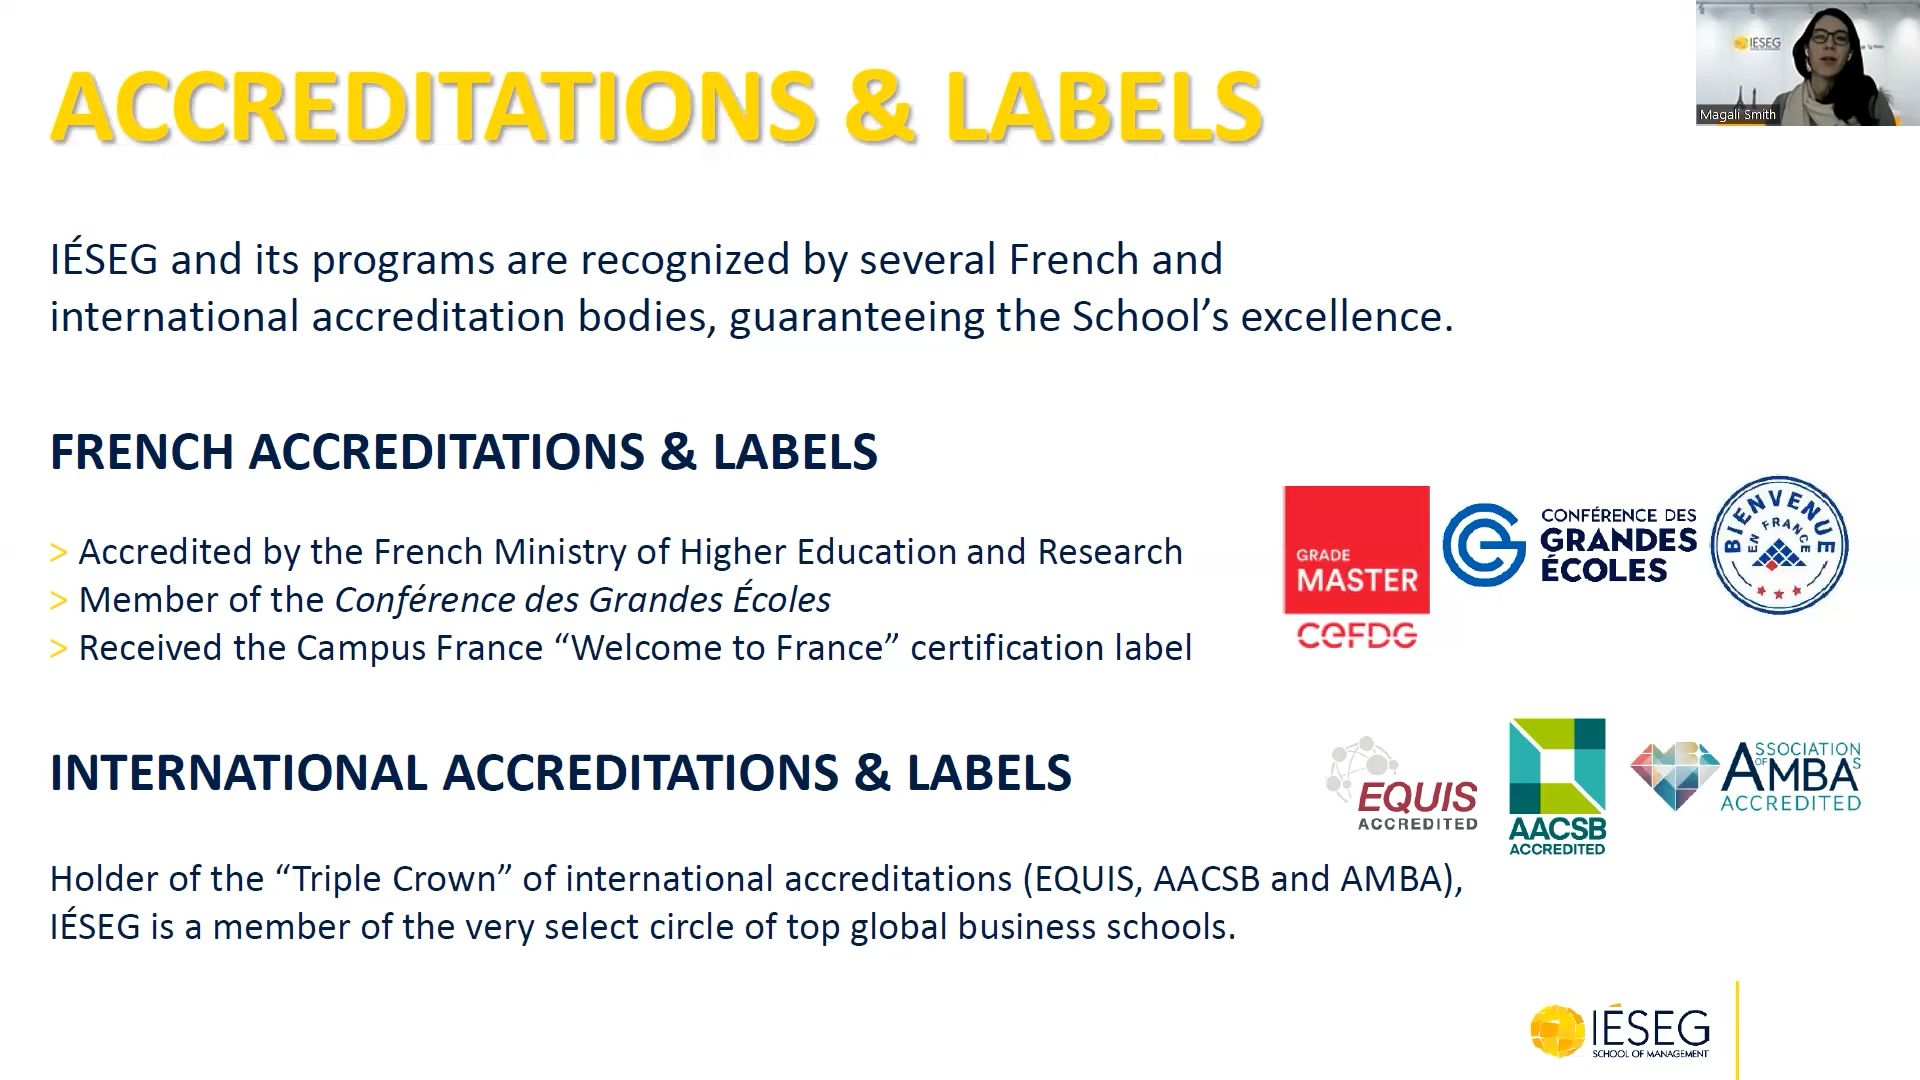 ACCREDITATIONS & LABELS
IÉSEG
Magali Smith
IÉSEG and its programs are recognized by several French and
international accreditation bodies, guaranteeing the School’s excellence.
FRENCH ACCREDITATIONS & LABELS
> Accredited by the French Ministry of Higher Education and Research
> Member of the Conférence des Grandes Écoles
> Received the Campus France “Welcome to France” certification label
GRADE
MASTER
CEFDG
CONFÉRENCE DES
GRANDES
ÉCOLES
BIENVENUE
EN FRANCE
INTERNATIONAL ACCREDITATIONS & LABELS
EQUIS
ACCREDITED
AACSB
ACCREDITED
ASSOCIATION
OF MBAS
ACCREDITED
Holder of the “Triple Crown” of international accreditations (EQUIS, AACSB and AMBA),
IÉSEG is a member of the very select circle of top global business schools.
IÉSEG
SCHOOL OF MANAGEMENT